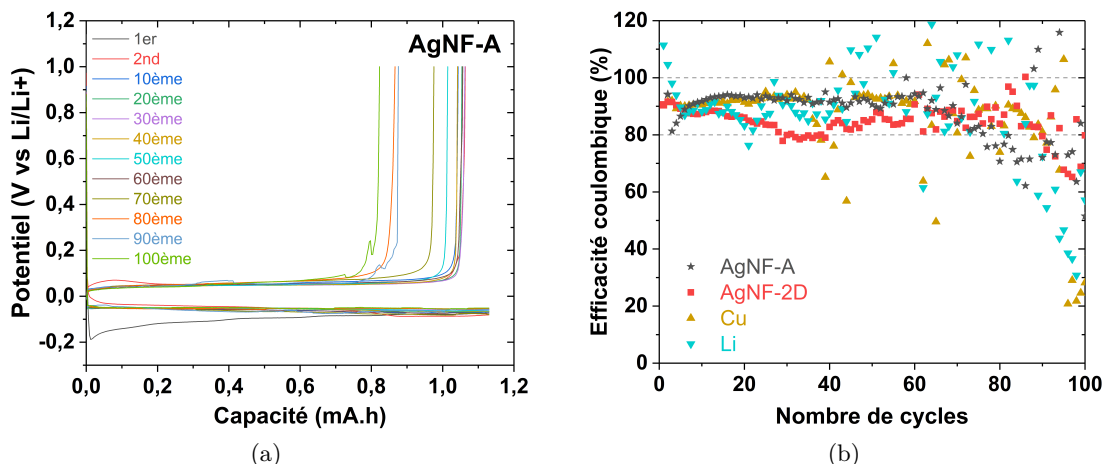 AgNF-A
1er
2nd
10ème
20ème
30ème
40ème
50ème
60ème
70ème
80ème
90ème
100ème
1,2
1,0
0,8
0,6
0,4
0,2
0,0
-0,2
Potentiel (V vs Li/Li+)
0,0 0,2 0,4 0,6 0,8 1,0 1,2
Capacité (mA.h)
(a)
120
100
80
60
40
20
0
Efficacité coulombique (%)
AgNF-A
AgNF-2D
Cu
Li
0 20 40 60 80 100
Nombre de cycles
(b)